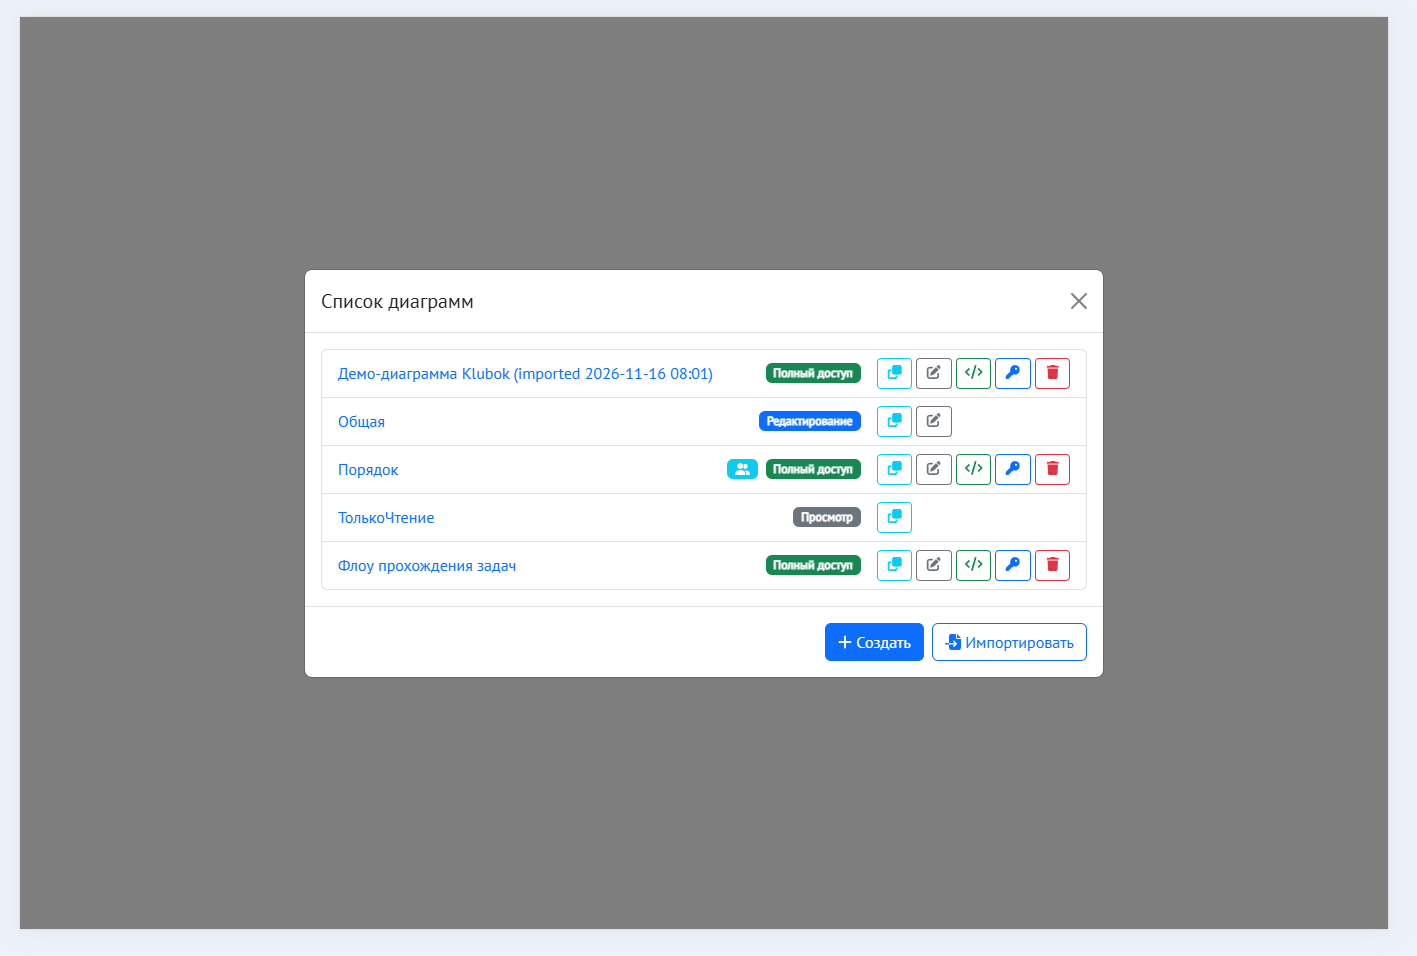 Список диаграмм
Демо-диаграмма Klubok (imported 2026-11-16 08:01) Полный доступ
Общая Редактирование
Порядок Полный доступ
ТолькоЧтение Просмотр
Флоу прохождения задач Полный доступ
Создать Импортировать